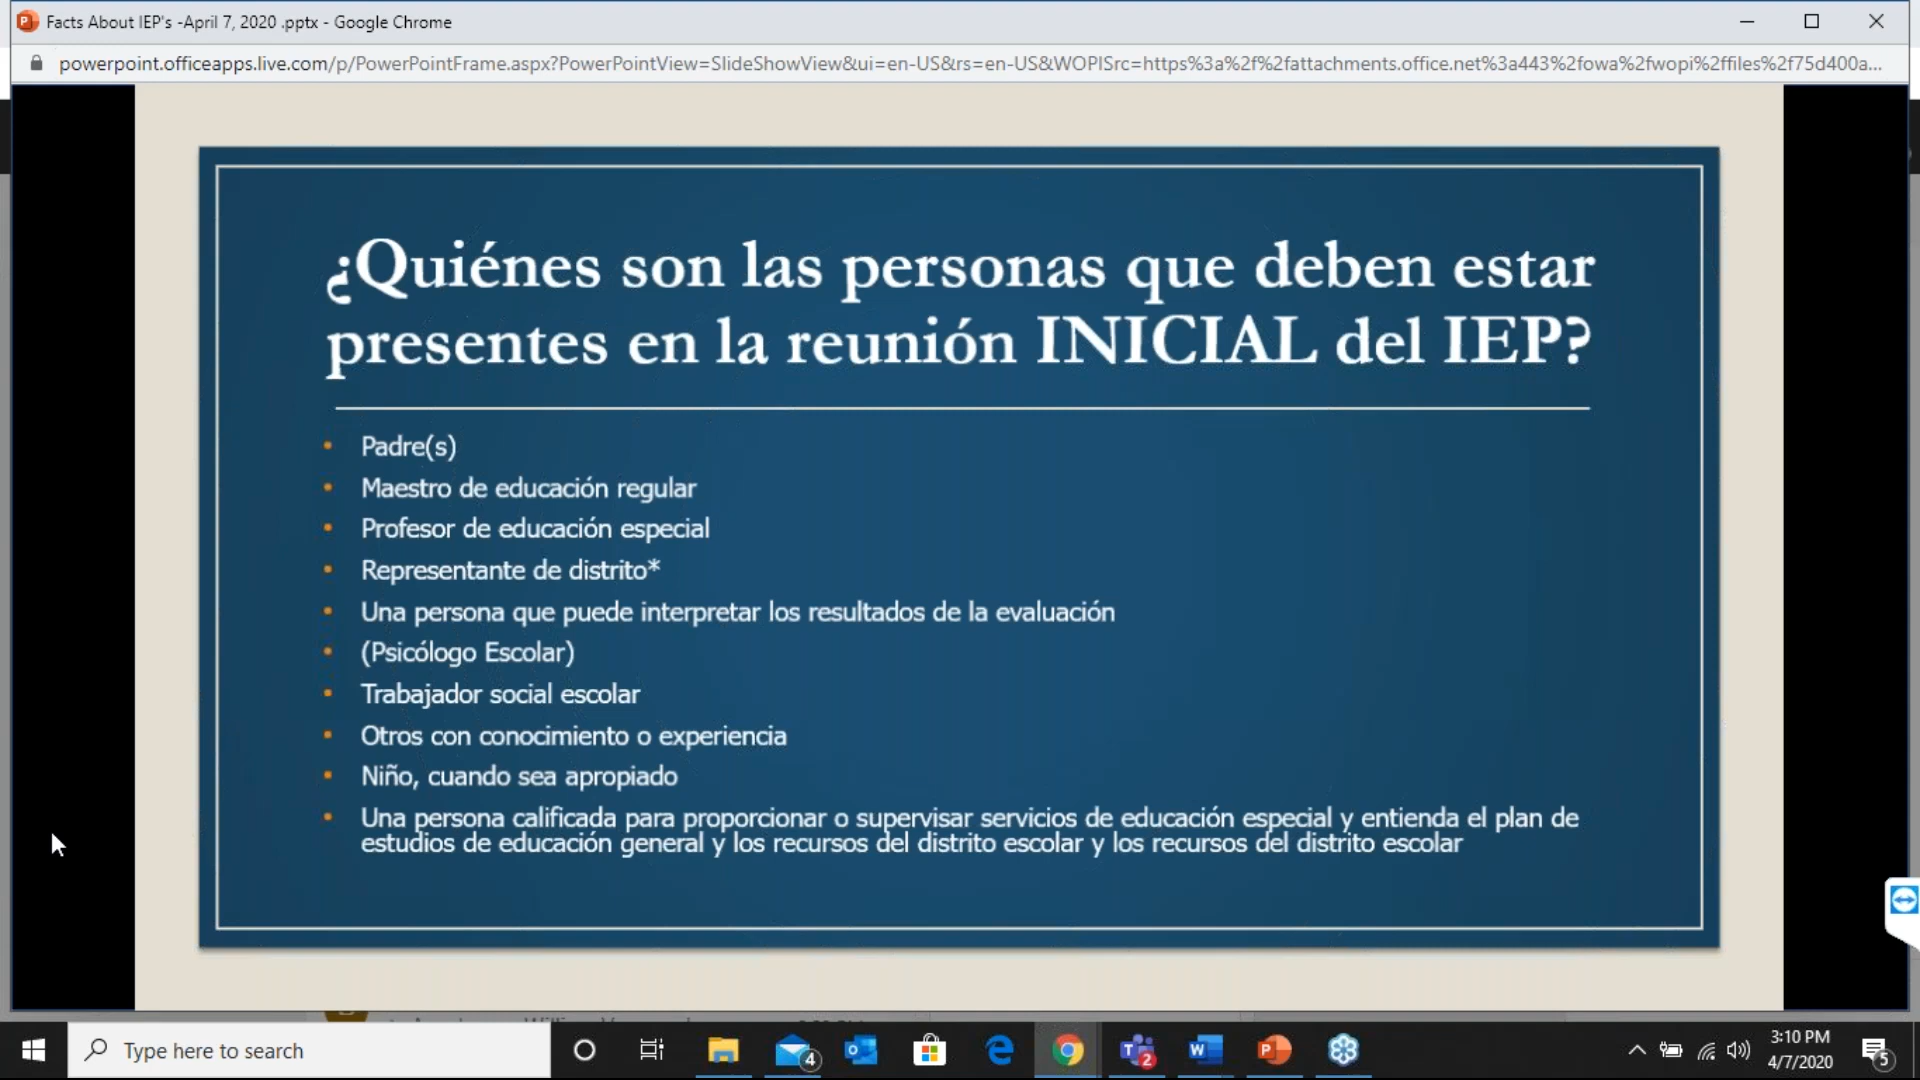 Facts About IEP's -April 7, 2020 .pptx - Google Chrome
powerpoint.officeapps.live.com/p/PowerPointFrame.aspx?PowerPointView=SlideShowView&ui=en-US&rs=en-US&WOPISrc=https%3a%2f%2fattachments.office.net%3a443%2fowa%2fwopi%2ffiles%2f75d400a...
¿Quiénes son las personas que deben estar
presentes en la reunión INICIAL del IEP?
• Padre(s)
• Maestro de educación regular
• Profesor de educación especial
• Representante de distrito*
• Una persona que puede interpretar los resultados de la evaluación
• (Psicólogo Escolar)
• Trabajador social escolar
• Otros con conocimiento o experiencia
• Niño, cuando sea apropiado
• Una persona calificada para proporcionar o supervisar servicios de educación especial y entienda el plan de
estudios de educación general y los recursos del distrito escolar y los recursos del distrito escolar
Type here to search
4
2
3:10 PM
4/7/2020
5